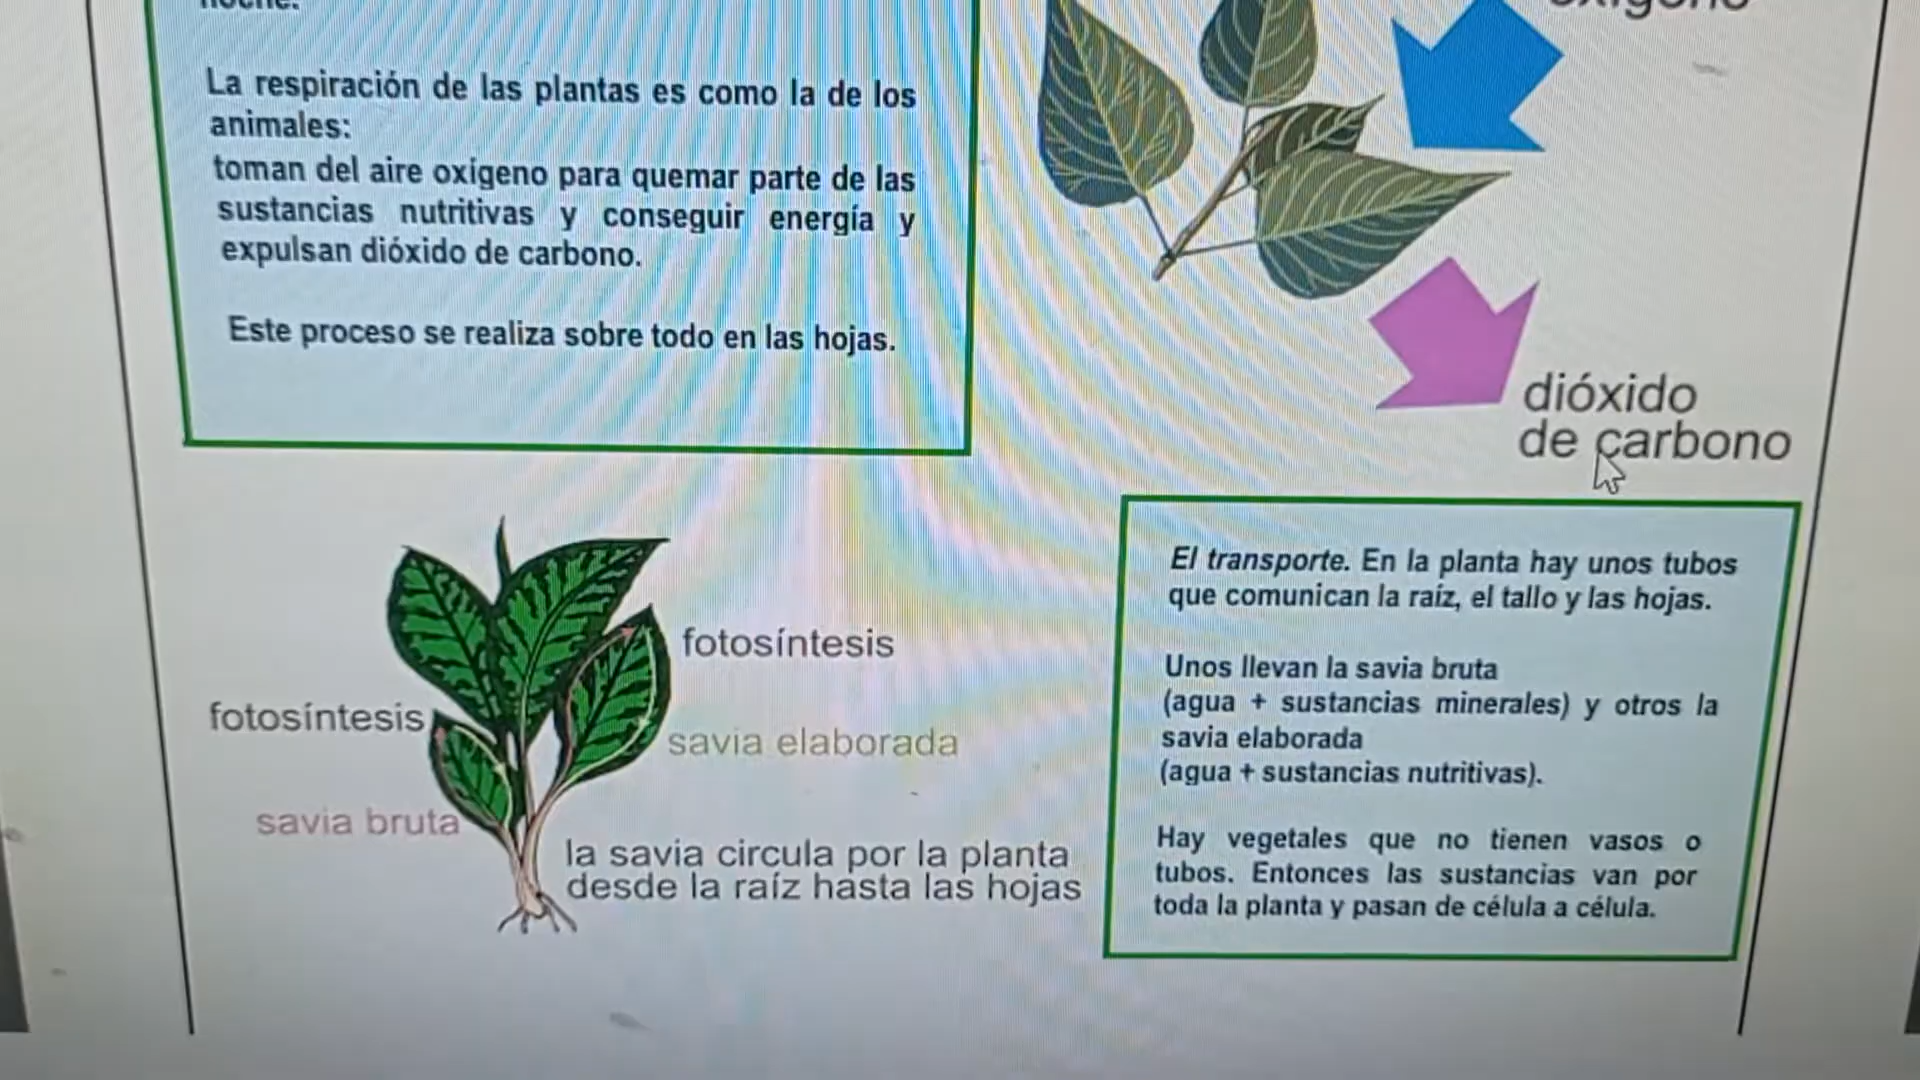 noche.
La respiración de las plantas es como la de los
animales:
toman del aire oxígeno para quemar parte de las
sustancias nutritivas y conseguir energía y
expulsan dióxido de carbono.
Este proceso se realiza sobre todo en las hojas.
oxígeno
dióxido
de carbono
fotosíntesis
fotosíntesis
savia elaborada
savia bruta
la savia circula por la planta
desde la raíz hasta las hojas
El transporte. En la planta hay unos tubos
que comunican la raíz, el tallo y las hojas.
Unos llevan la savia bruta
(agua + sustancias minerales) y otros la
savia elaborada
(agua + sustancias nutritivas).
Hay vegetales que no tienen vasos o
tubos. Entonces las sustancias van por
toda la planta y pasan de célula a célula.